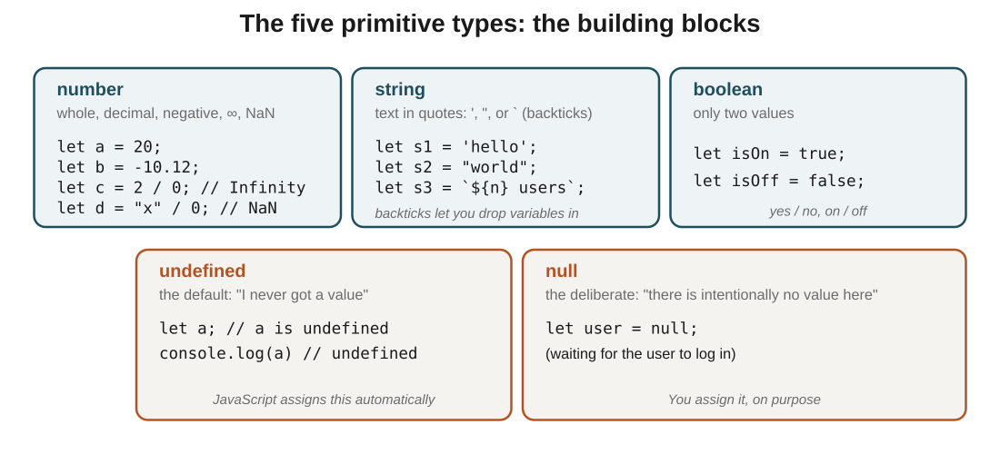 The five primitive types: the building blocks
number
whole, decimal, negative, ∞, NaN
let a = 20;
let b = -10.12;
let c = 2 / 0; // Infinity
let d = "x" / 0; // NaN
string
text in quotes: ', ", or ` (backticks)
let s1 = 'hello';
let s2 = "world";
let s3 = `${n} users`;
backticks let you drop variables in
boolean
only two values
let isOn = true;
let isOff = false;
yes / no, on / off
undefined
the default: "I never got a value"
let a; // a is undefined
console.log(a) // undefined
JavaScript assigns this automatically
null
the deliberate: "there is intentionally no value here"
let user = null;
(waiting for the user to log in)
You assign it, on purpose